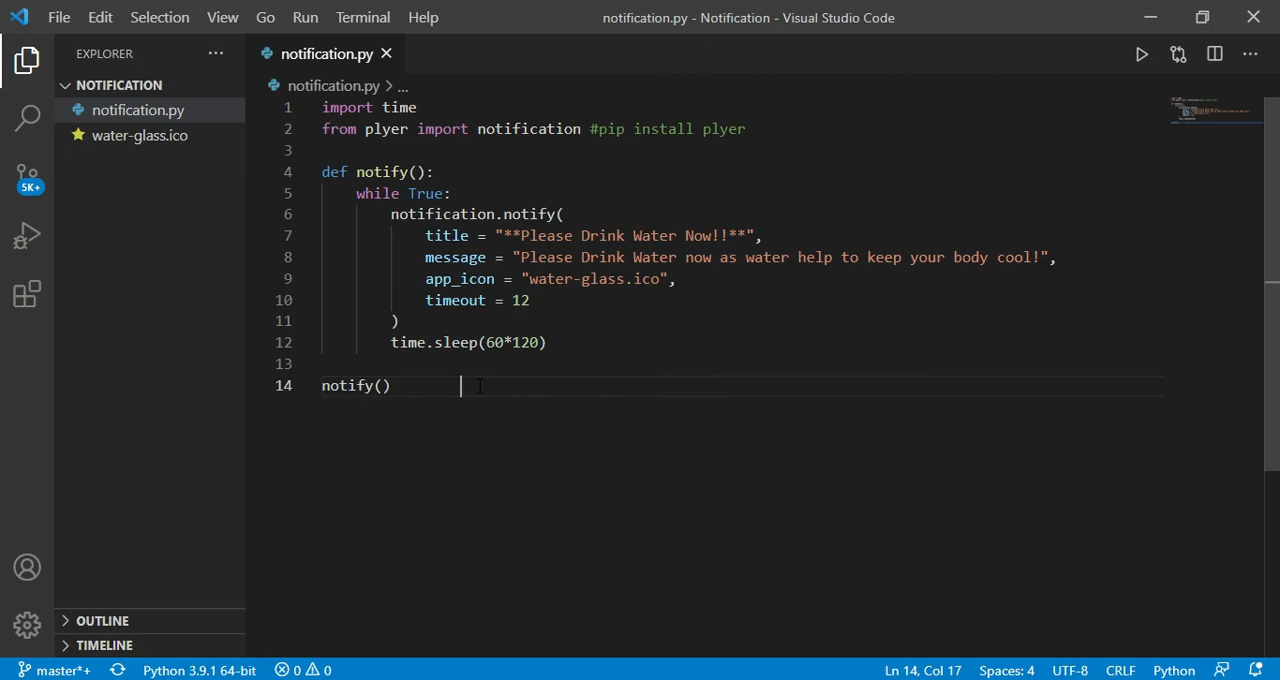 File Edit Selection View Go Run Terminal Help
notification.py - Notification - Visual Studio Code
EXPLORER
NOTIFICATION
notification.py
water-glass.ico
5K+
notification.py
notification.py > ...
1 import time
2 from plyer import notification #pip install plyer
3
4 def notify():
5 while True:
6 notification.notify(
7 title = "**Please Drink Water Now!!**",
8 message = "Please Drink Water now as water help to keep your body cool!",
9 app_icon = "water-glass.ico",
10 timeout = 12
11 )
12 time.sleep(60*120)
13
14 notify()
OUTLINE
TIMELINE
master*+ Python 3.9.1 64-bit 0 0 Ln 14, Col 17 Spaces: 4 UTF-8 CRLF Python